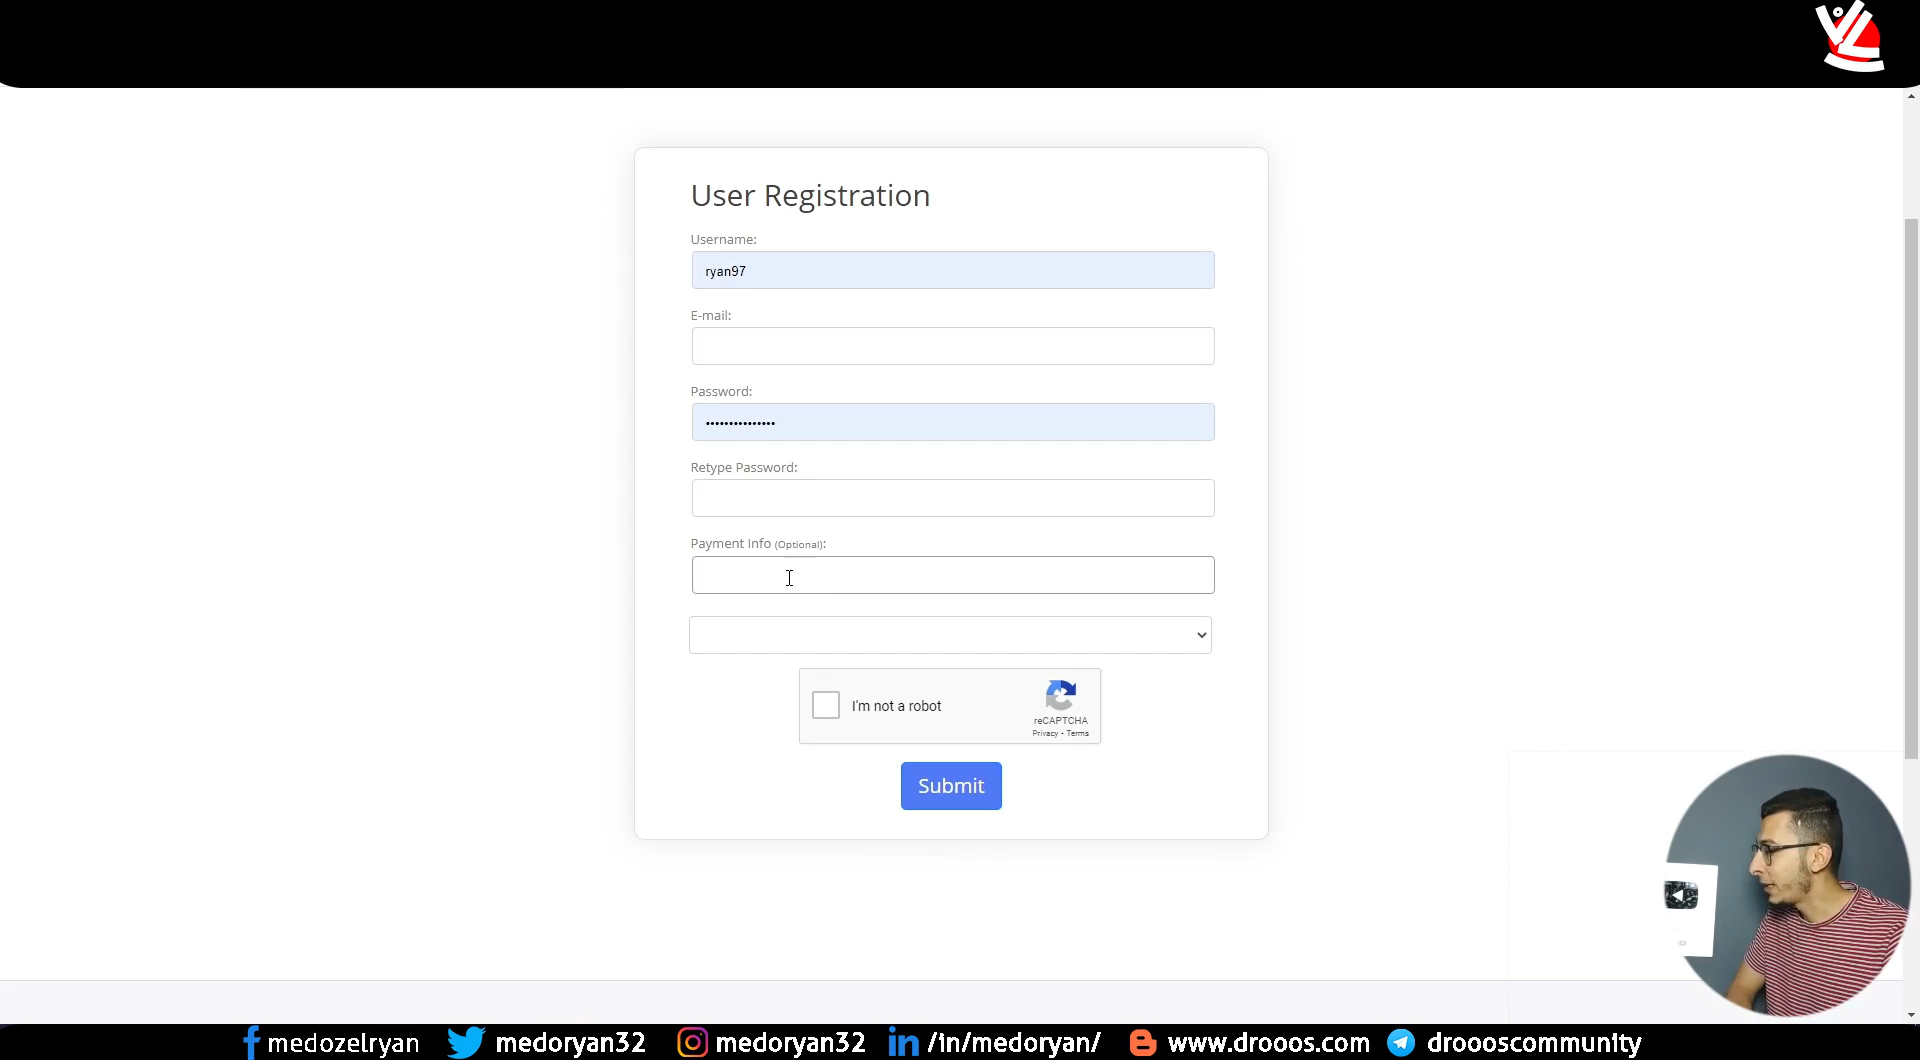 User Registration
Username:
ryan97
E-mail:
Password:
•••••••••••••••
Retype Password:
Payment Info (Optional):
I'm not a robot
reCAPTCHA
Privacy - Terms
Submit
medozelryan medoryan32 medoryan32 /in/medoryan/ www.drooos.com droooscommunity